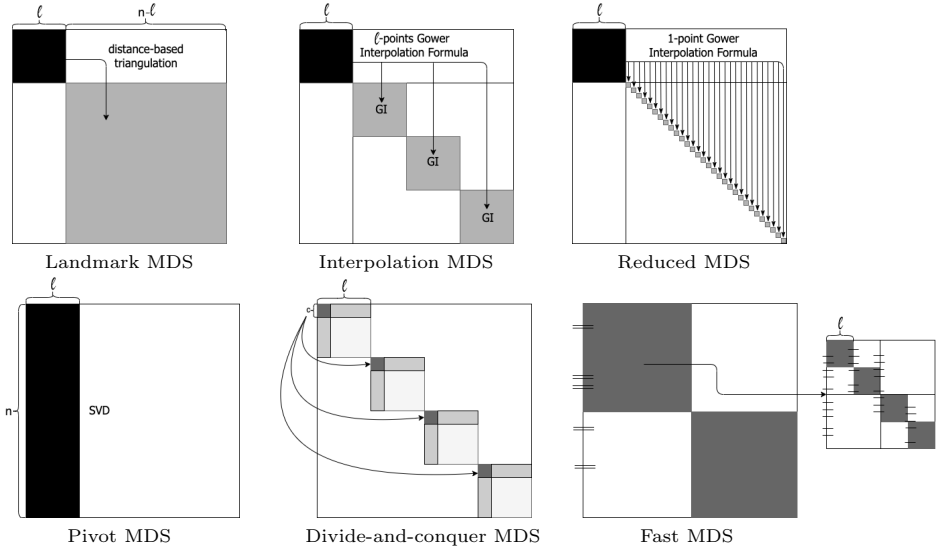 ℓ
n-ℓ
distance-based
triangulation
Landmark MDS
ℓ
ℓ-points Gower
Interpolation Formula
GI
GI
GI
Interpolation MDS
ℓ
1-point Gower
Interpolation Formula
Reduced MDS
ℓ
n
SVD
Pivot MDS
ℓ
c
Divide-and-conquer MDS
ℓ
Fast MDS